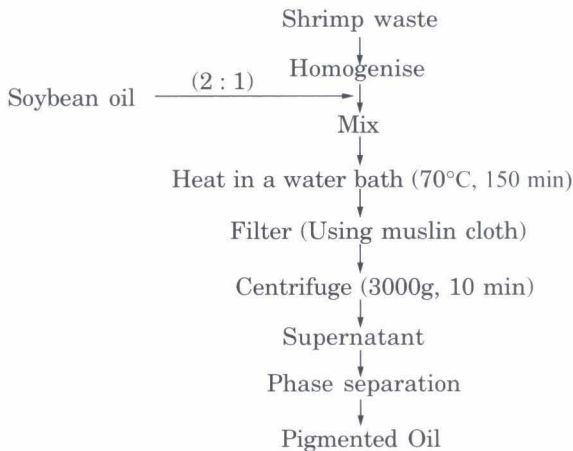 Shrimp waste
Homogenise
(2 : 1)
Soybean oil
Mix
Heat in a water bath (70°C, 150 min)
Filter (Using muslin cloth)
Centrifuge (3000g, 10 min)
Supernatant
Phase separation
Pigmented Oil